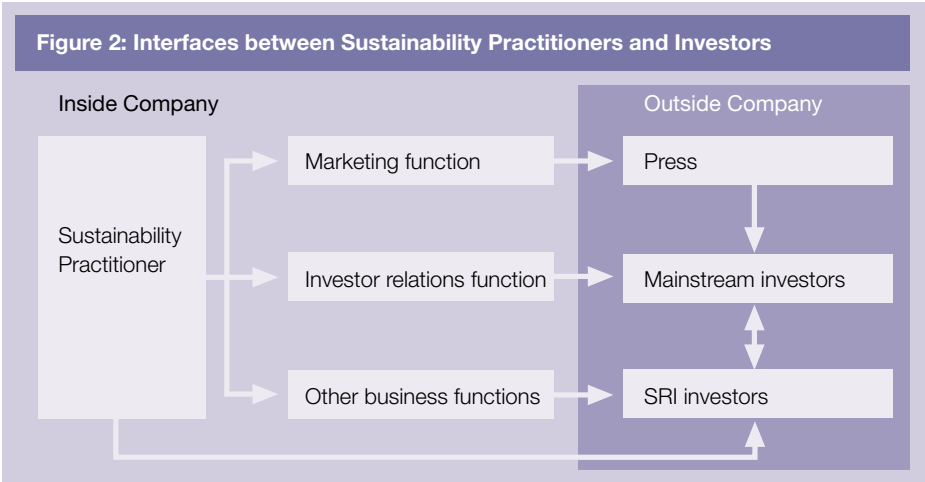 Figure 2: Interfaces between Sustainability Practitioners and Investors
Inside Company
Outside Company
Sustainability
Practitioner
Marketing function
Press
Investor relations function
Mainstream investors
Other business functions
SRI investors